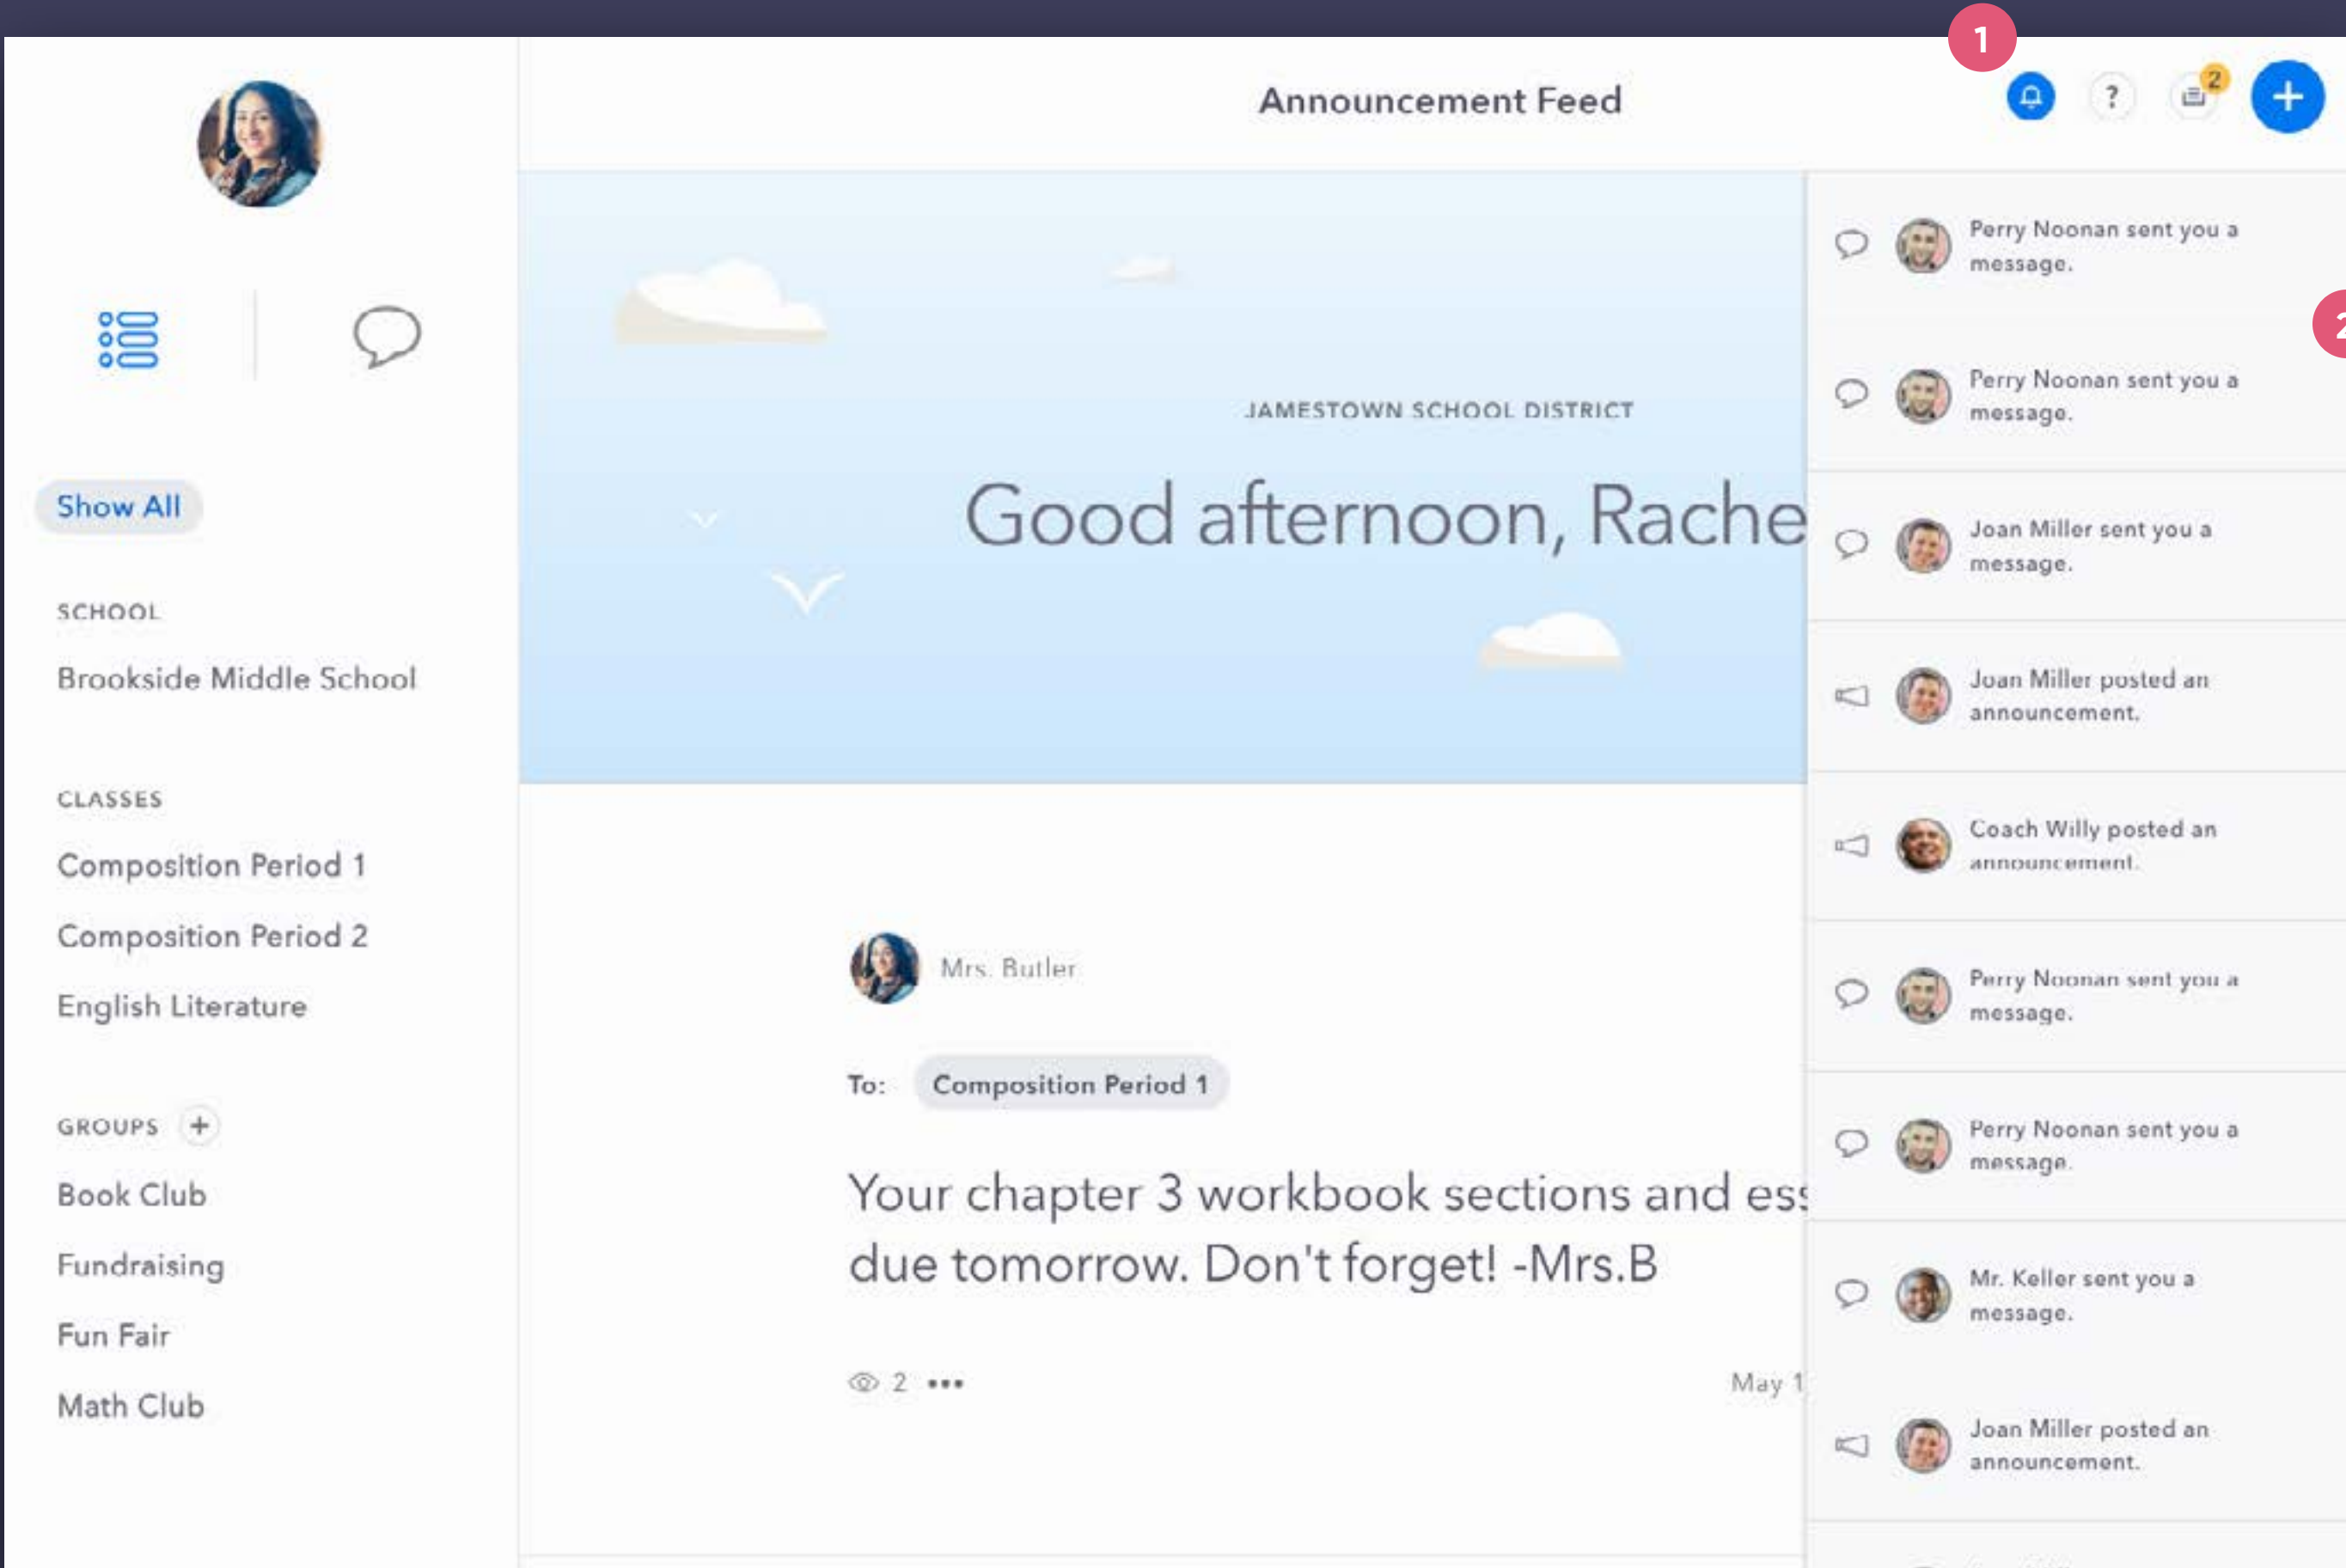 1
Announcement Feed
?
2
+
Show All
SCHOOL
Brookside Middle School
CLASSES
Composition Period 1
Composition Period 2
English Literature
GROUPS +
Book Club
Fundraising
Fun Fair
Math Club
JAMESTOWN SCHOOL DISTRICT
Good afternoon, Rache
Mrs. Butler
To: Composition Period 1
Your chapter 3 workbook sections and
due tomorrow. Don't forget! -Mrs.B
2 •••
May 1
Perry Noonan sent you a
message.
2
Perry Noonan sent you a
message.
Joan Miller sent you a
message.
Joan Miller posted an
announcement.
Coach Willy posted an
announcement.
Perry Noonan sent you a
message.
Perry Noonan sent you a
message.
Mr. Keller sent you a
message.
Joan Miller posted an
announcement.